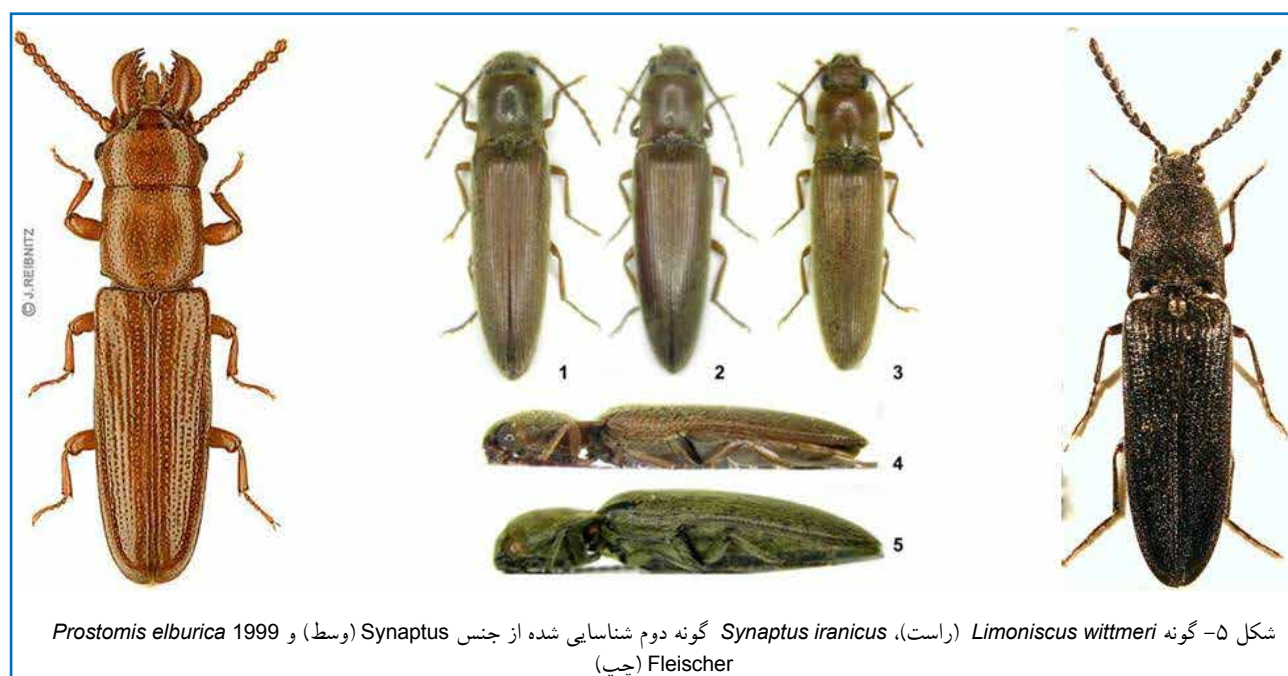 © J.REIBNITZ
1
2
3
4
5
شکل ۵- گونه Limoniscus wittmeri (راست)، Synaptus iranicus گونه دوم شناسایی شده از جنس Synaptus (وسط) و Prostomis elburica 1999
Fleischer (چپ)